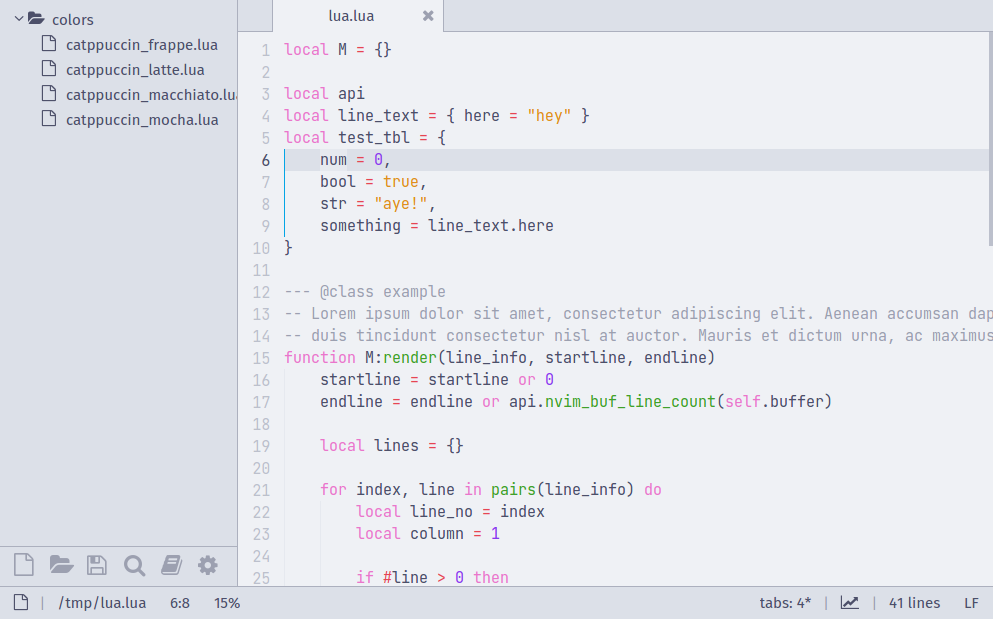 colors
catppuccin_frappe.lua
catppuccin_latte.lua
catppuccin_macchiato.lua
catppuccin_mocha.lua
lua.lua
1 local M = {}
2
3 local api
4 local line_text = { here = "hey" }
5 local test_tbl = {
6 num = 0,
7 bool = true,
8 str = "aye!",
9 something = line_text.here
10 }
11
12 --- @class example
13 -- Lorem ipsum dolor sit amet, consectetur adipiscing elit. Aenean accumsan dap
14 -- duis tincidunt consectetur nisl at auctor. Mauris et dictum urna, ac maximus
15 function M:render(line_info, startline, endline)
16 startline = startline or 0
17 endline = endline or api.nvim_buf_line_count(self.buffer)
18
19 local lines = {}
20
21 for index, line in pairs(line_info) do
22 local line_no = index
23 local column = 1
24
25 if #line > 0 then
/tmp/lua.lua 6:8 15% tabs: 4* 41 lines LF